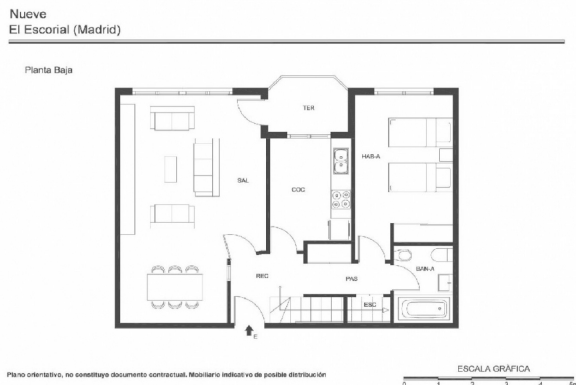 Nueve
El Escorial (Madrid)
Planta Baja
TER
HAB-A
SAL
COC
BAN-A
REC
PAS
ESC
E
Plano orientativo, no constituye documento contractual. Mobiliario indicativo de posible distribución
ESCALA GRÁFICA
0 1 2 3 4 5